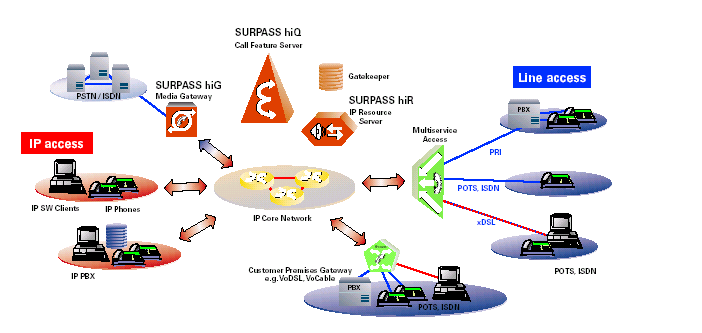 SURPASS hiQ
Call Feature Server
Gatekeeper
SURPASS hiG
Media Gateway
PSTN / ISDN
SURPASS hiR
IP Resource
Server
Line access
PBX
Multiservice
Access
PRI
IP access
IP SW Clients
IP Phones
IP Core Network
POTS, ISDN
xDSL
POTS, ISDN
IP PBX
Customer Premises Gateway
e.g. VoDSL, VoCable
PBX
POTS, ISDN